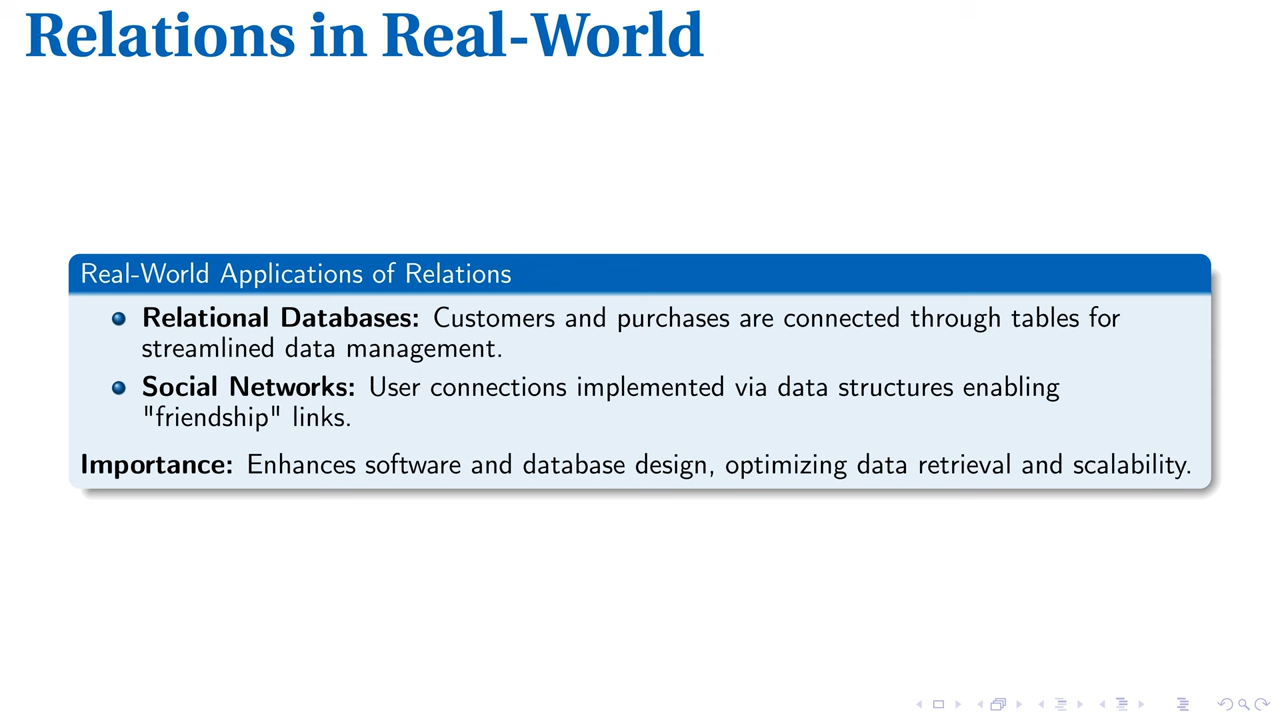 Relations in Real-World
Real-World Applications of Relations
Relational Databases: Customers and purchases are connected through tables for
streamlined data management.
Social Networks: User connections implemented via data structures enabling
"friendship" links.
Importance: Enhances software and database design, optimizing data retrieval and scalability.